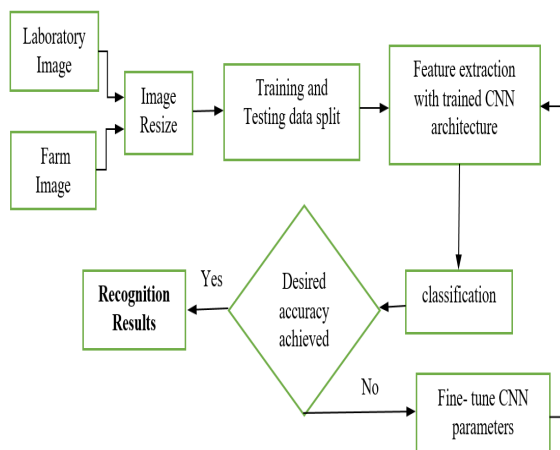 Laboratory
Image
Farm
Image
Image
Resize
Training and
Testing data split
Feature extraction
with trained CNN
architecture
classification
Desired
accuracy
achieved
Yes
Recognition
Results
No
Fine- tune CNN
parameters